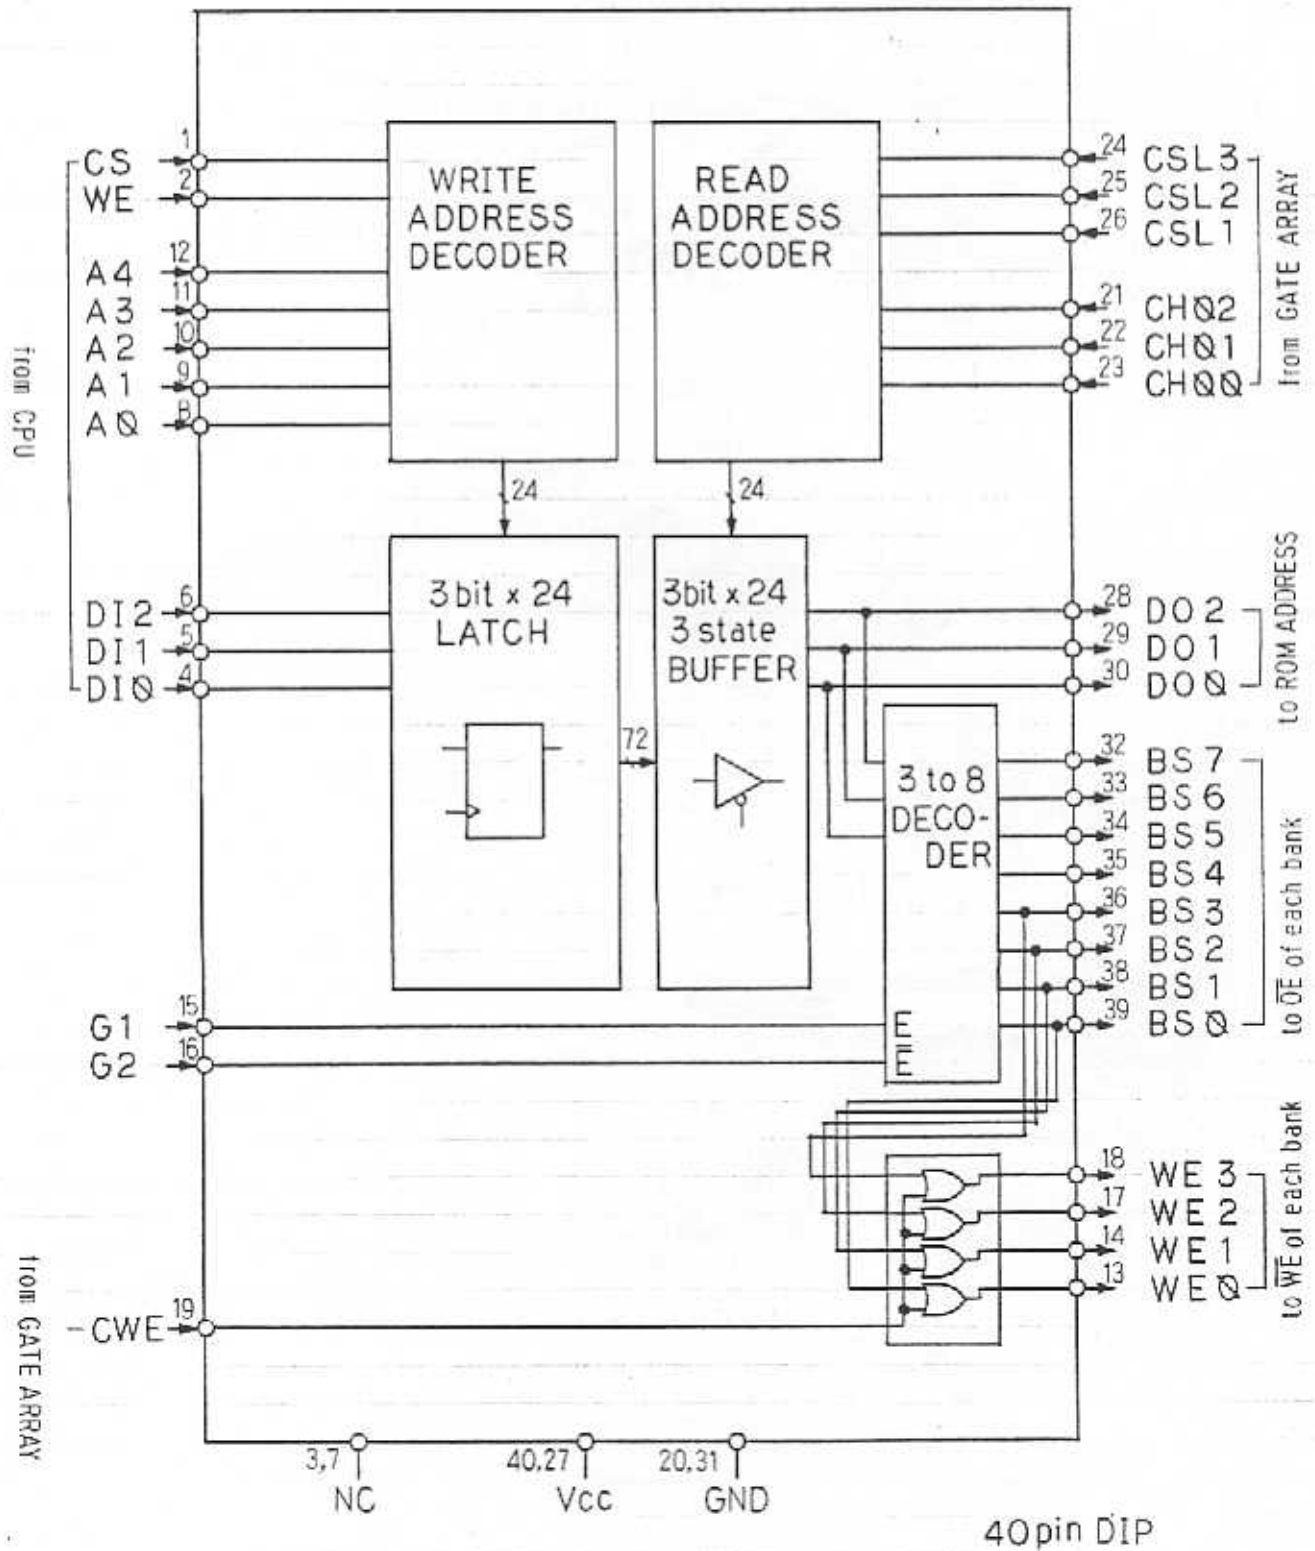 CS 1
WE 2
A4 12
A3 11
A2 10
A1 9
AØ 8
from CPU
DI2 6
DI1 5
DIØ 4
G1 15
G2 16
-CWE 19
from GATE ARRAY
WRITE
ADDRESS
DECODER
READ
ADDRESS
DECODER
24
24
3bit x 24
LATCH
72
3bit x 24
3 state
BUFFER
3 to 8
DECO-
DER
E
E̅
24 CSL3
25 CSL2
26 CSL1
21 CHØ2
22 CHØ1
23 CHØØ
from GATE ARRAY
28 DO2
29 DO1
30 DOØ
to ROM ADDRESS
32 BS7
33 BS6
34 BS5
35 BS4
36 BS3
37 BS2
38 BS1
39 BSØ
to O̅E̅ of each bank
18 WE3
17 WE2
14 WE1
13 WEØ
to W̅E̅ of each bank
3,7
NC
40,27
Vcc
20,31
GND
40pin DIP